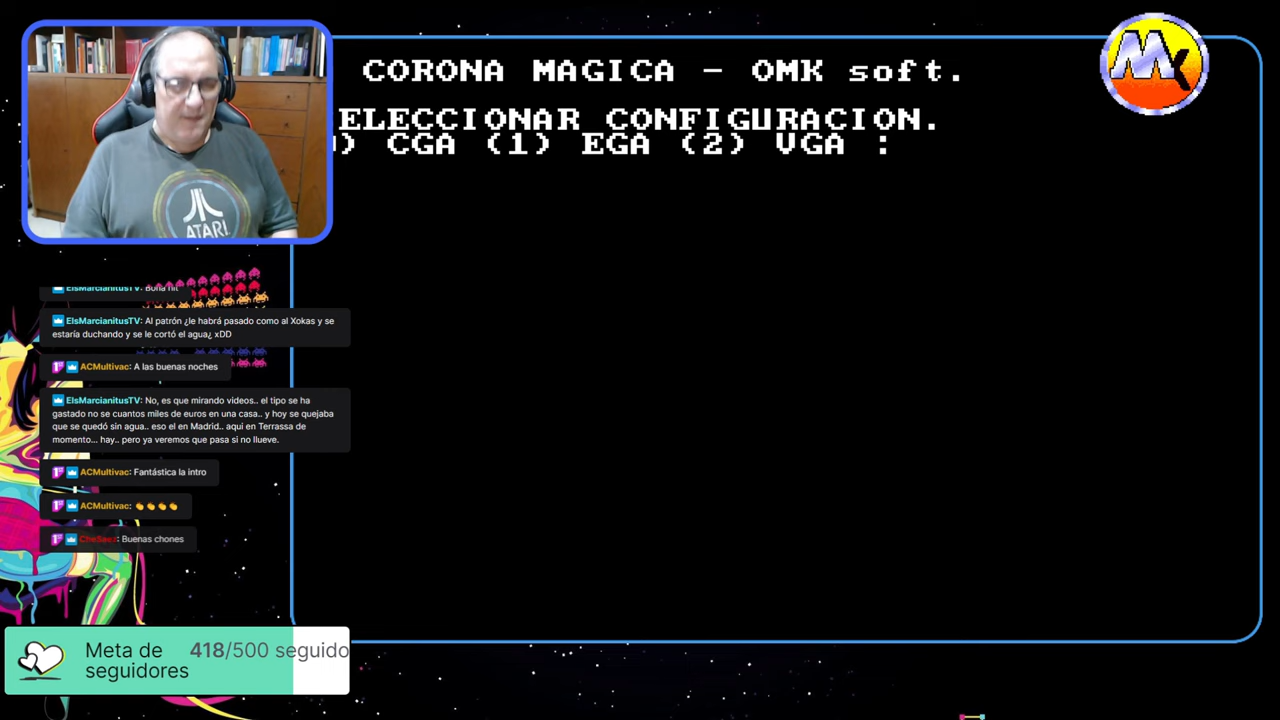 CORONA MAGICA - OMK soft.
ELECCIONAR CONFIGURACION.
) CGA (1) EGA (2) VGA :
MK
ATARI
ElsMarcianitusTV: Bona nit
ElsMarcianitusTV: Al patrón ¿le habrá pasado como al Xokas y se
estaría duchando y se le cortó el agua¿ xDD
ACMultivac: A las buenas noches
ElsMarcianitusTV: No, es que mirando videos.. el tipo se ha
gastado no se cuantos miles de euros en una casa.. y hoy se quejaba
que se quedó sin agua.. eso el en Madrid.. aqui en Terrassa de
momento... hay.. pero ya veremos que pasa si no llueve.
ACMultivac: Fantástica la intro
ACMultivac: 👏👏👏👏
: Buenas chones
Meta de seguidores
418/500 seguido